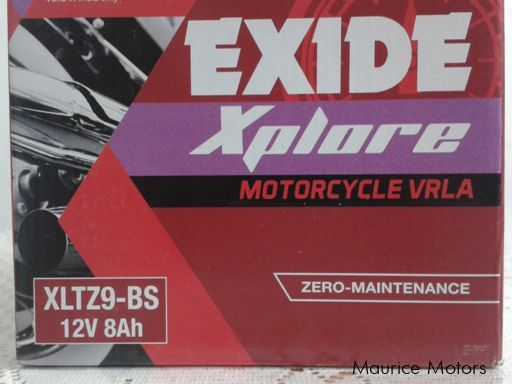 EXIDE
Xplore
MOTORCYCLE VRLA
XLTZ9-BS
12V 8Ah
ZERO-MAINTENANCE
Maurice Motors